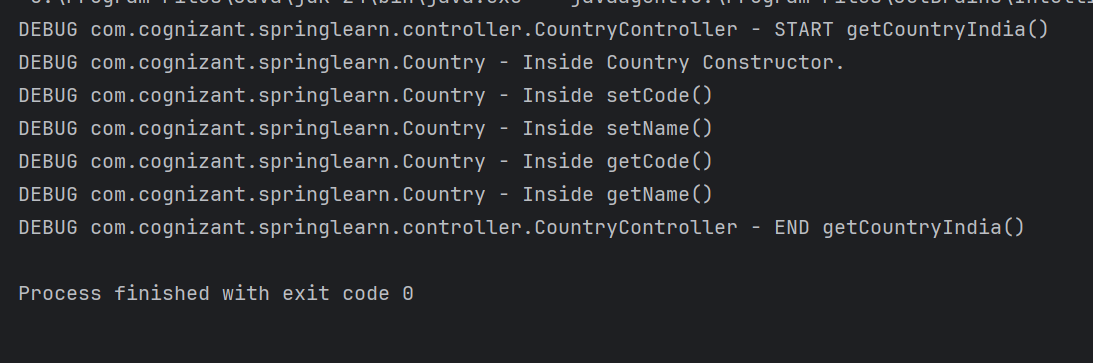 DEBUG com.cognizant.springlearn.controller.CountryController - START getCountryIndia()
DEBUG com.cognizant.springlearn.Country - Inside Country Constructor.
DEBUG com.cognizant.springlearn.Country - Inside setCode()
DEBUG com.cognizant.springlearn.Country - Inside setName()
DEBUG com.cognizant.springlearn.Country - Inside getCode()
DEBUG com.cognizant.springlearn.Country - Inside getName()
DEBUG com.cognizant.springlearn.controller.CountryController - END getCountryIndia()
Process finished with exit code 0